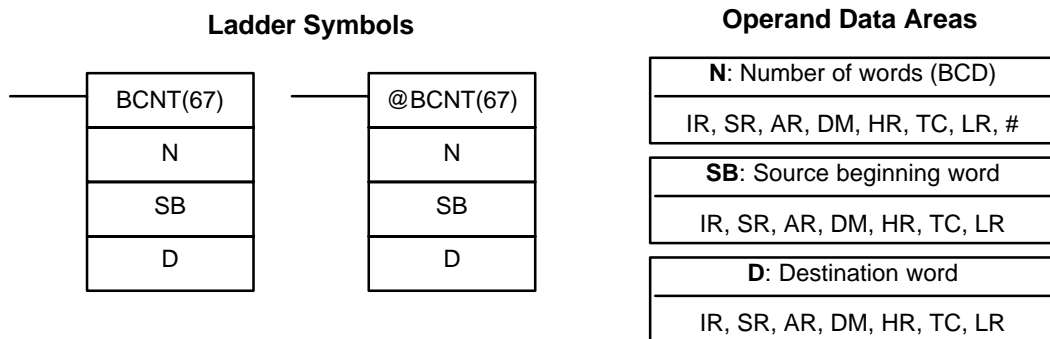 Ladder Symbols
BCNT(67)
N
SB
D
@BCNT(67)
N
SB
D
Operand Data Areas
N: Number of words (BCD)
IR, SR, AR, DM, HR, TC, LR, #
SB: Source beginning word
IR, SR, AR, DM, HR, TC, LR
D: Destination word
IR, SR, AR, DM, HR, TC, LR